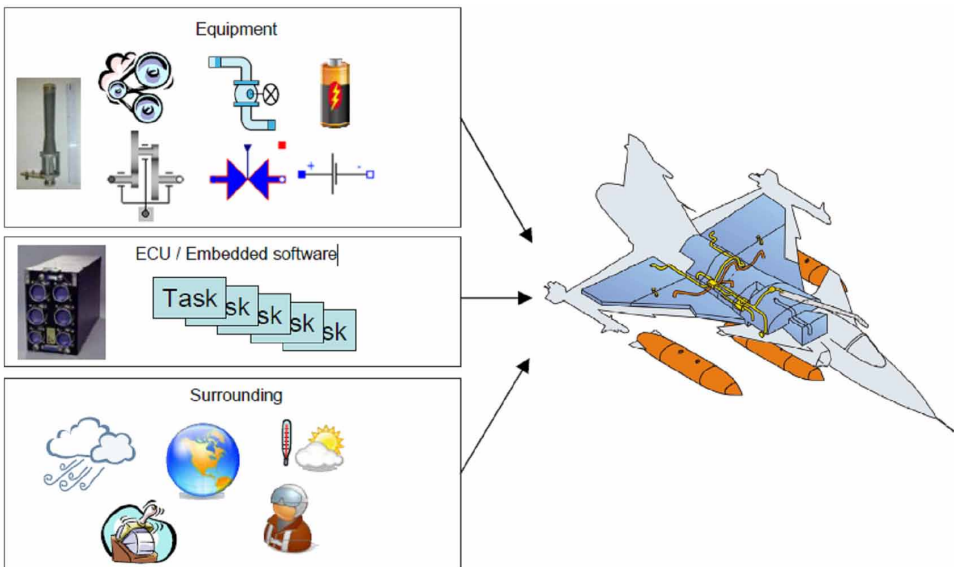 Equipment
+
-
ECU / Embedded software
Task
sk
sk
sk
sk
Surrounding